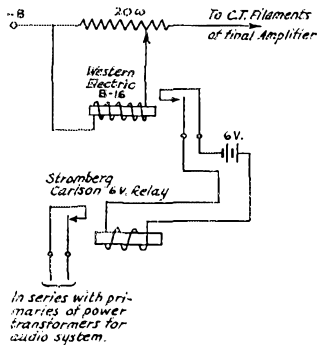 -B
20ω
To C.T. Filaments
of final Amplifier
Western
Electric
B-16
6V.
Stromberg
Carlson 6V. Relay
In series with pri-
maries of power
transformers for
audio system.